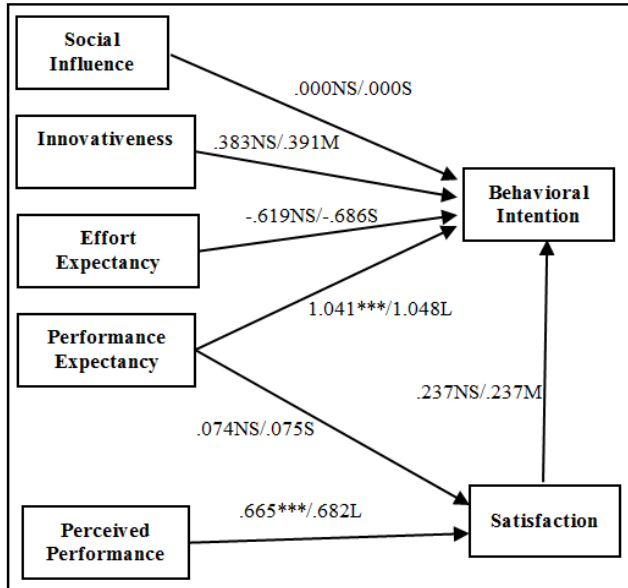 Social
Influence
.000NS/.000S
Innovativeness
.383NS/.391M
Behavioral
Intention
Effort
Expectancy
-.619NS/-.686S
Performance
Expectancy
1.041***/1.048L
.237NS/.237M
.074NS/.075S
Perceived
Performance
.665***/.682L
Satisfaction